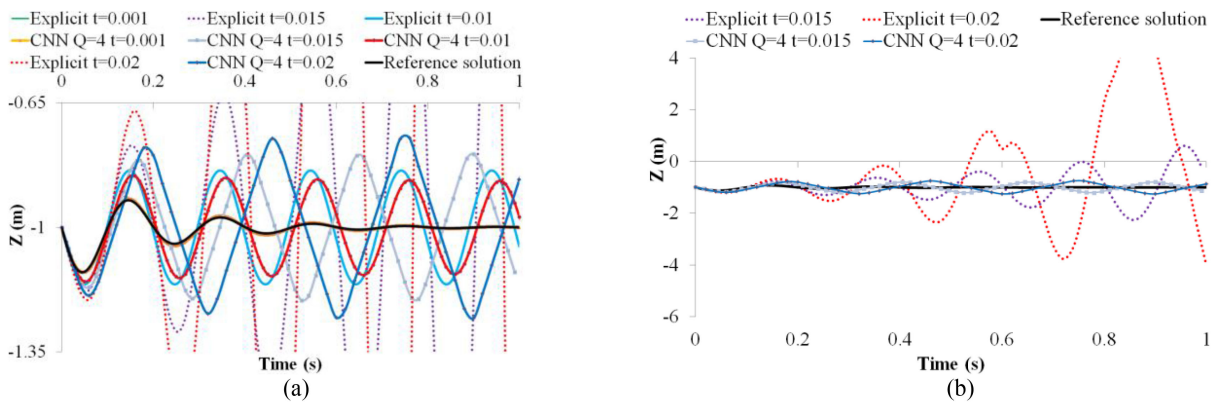 Explicit t=0.001 Explicit t=0.015 Explicit t=0.01
CNN Q=4 t=0.001 CNN Q=4 t=0.015 CNN Q=4 t=0.01
Explicit t=0.02 CNN Q=4 t=0.02 Reference solution
0 0.2 0.4 0.6 0.8 1
-0.65
-1
-1.35
Z (m)
Time (s)
(a)
Explicit t=0.015 Explicit t=0.02 Reference solution
CNN Q=4 t=0.015 CNN Q=4 t=0.02
4
2
0
-2
-4
-6
Z (m)
0 0.2 0.4 0.6 0.8 1
Time (s)
(b)